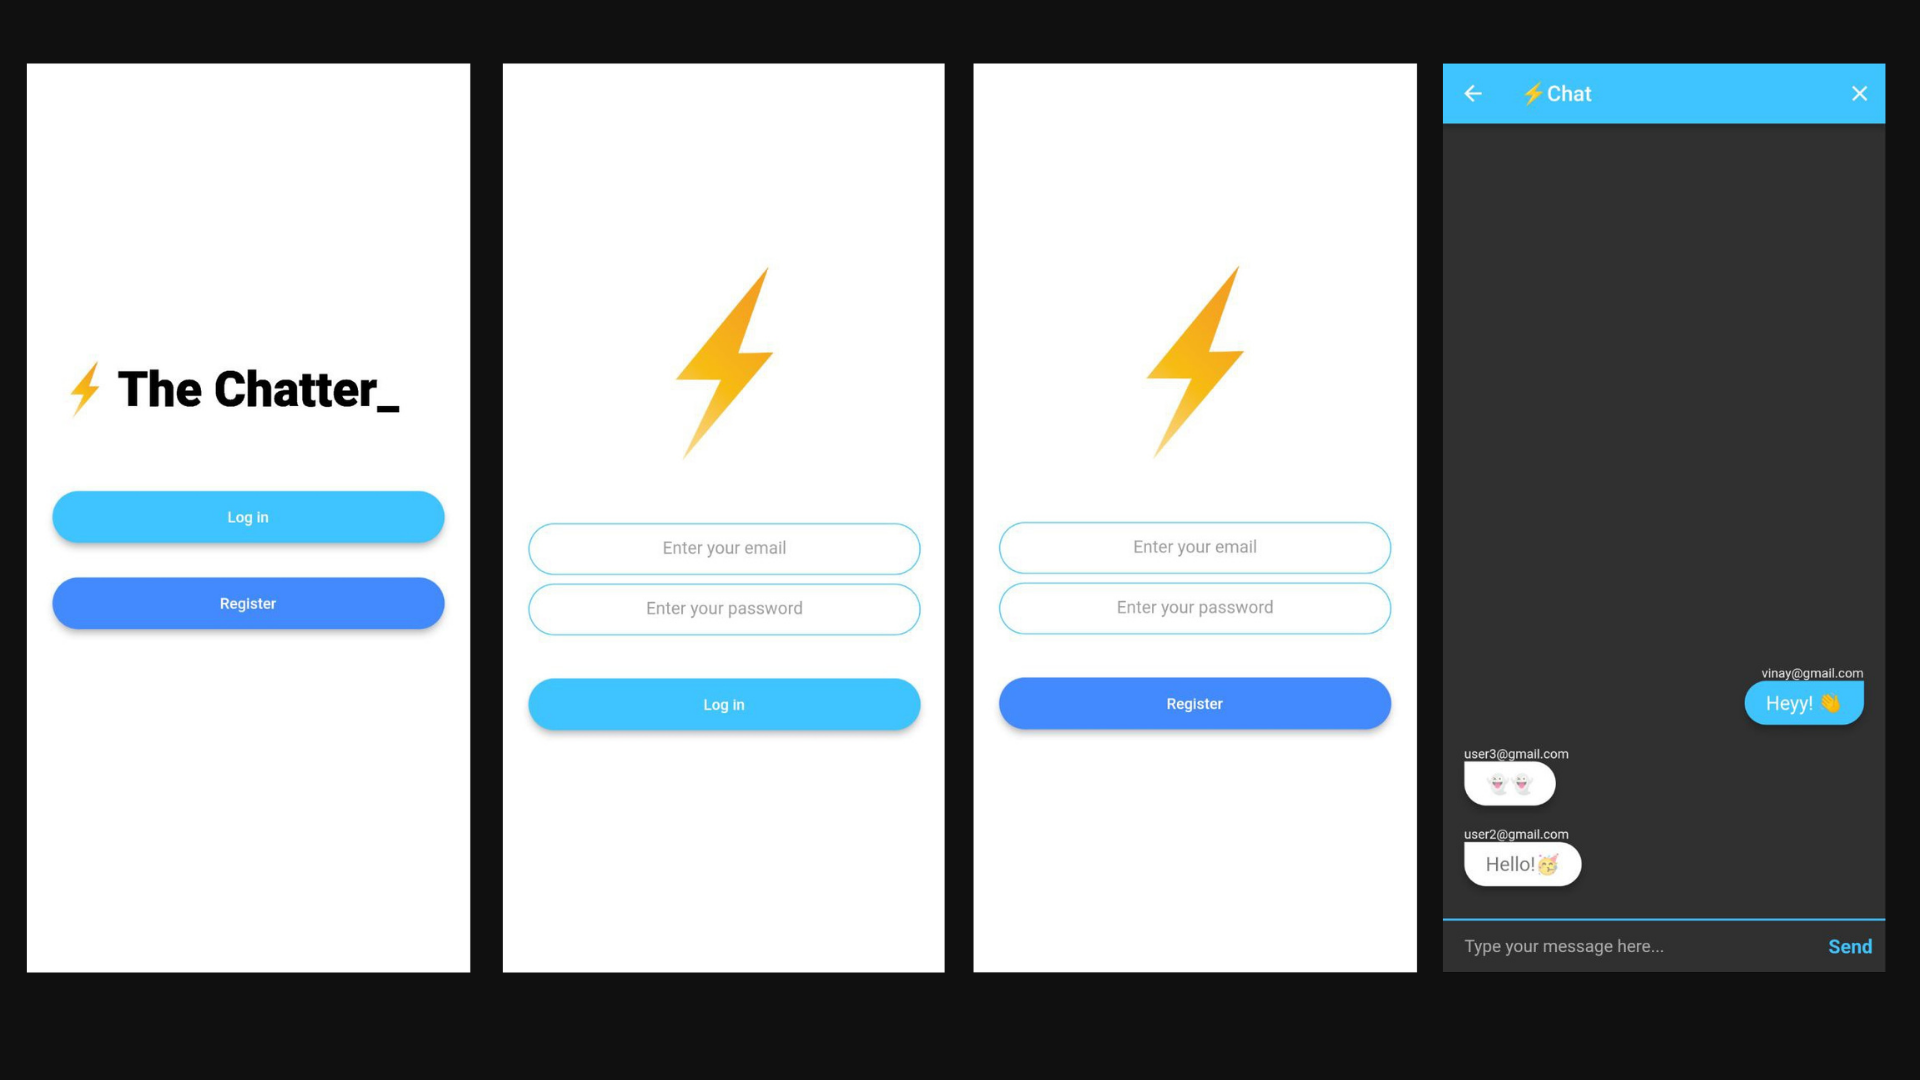 The Chatter_
Log in
Register
Enter your email
Enter your password
Log in
Enter your email
Enter your password
Register
⚡Chat
vinay@gmail.com
Heyy! 👋
user3@gmail.com
👻👻
user2@gmail.com
Hello!🥳
Type your message here...
Send